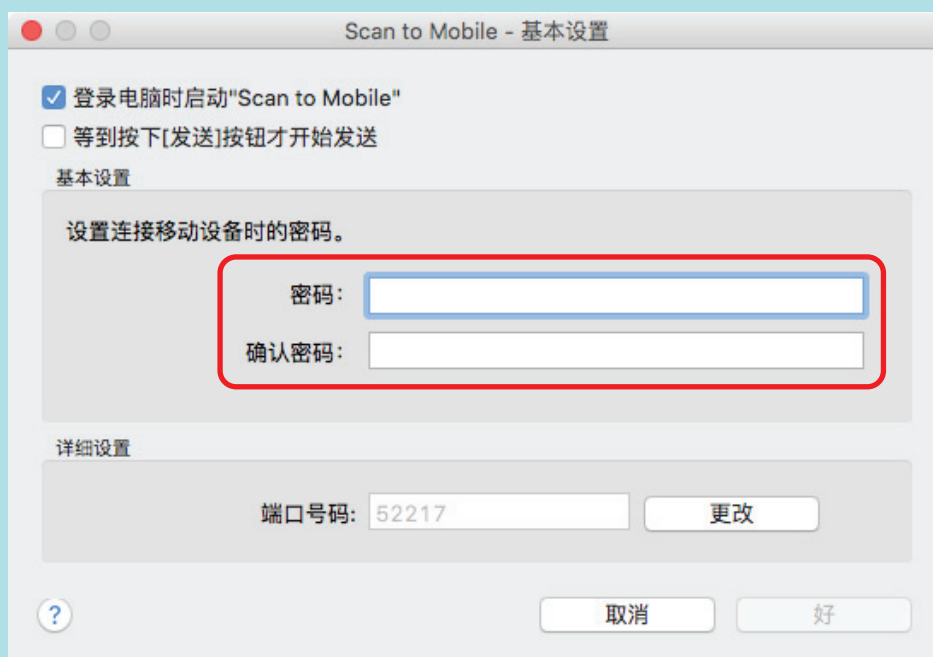 Scan to Mobile - 基本设置
登录电脑时启动"Scan to Mobile"
等到按下[发送]按钮才开始发送
基本设置
设置连接移动设备时的密码。
密码：
确认密码：
详细设置
端口号码: 52217 更改
? 取消 好